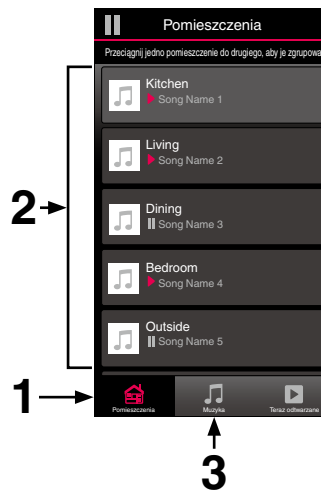 Pomieszczenia
Przeciągnij jedno pomieszczenie do drugiego, aby je zgrupowa
Kitchen
Song Name 1
Living
Song Name 2
2
Dining
Song Name 3
Bedroom
Song Name 4
Outside
Song Name 5
1
Pomieszczenia
Muzyka
Teraz odtwarzane
3